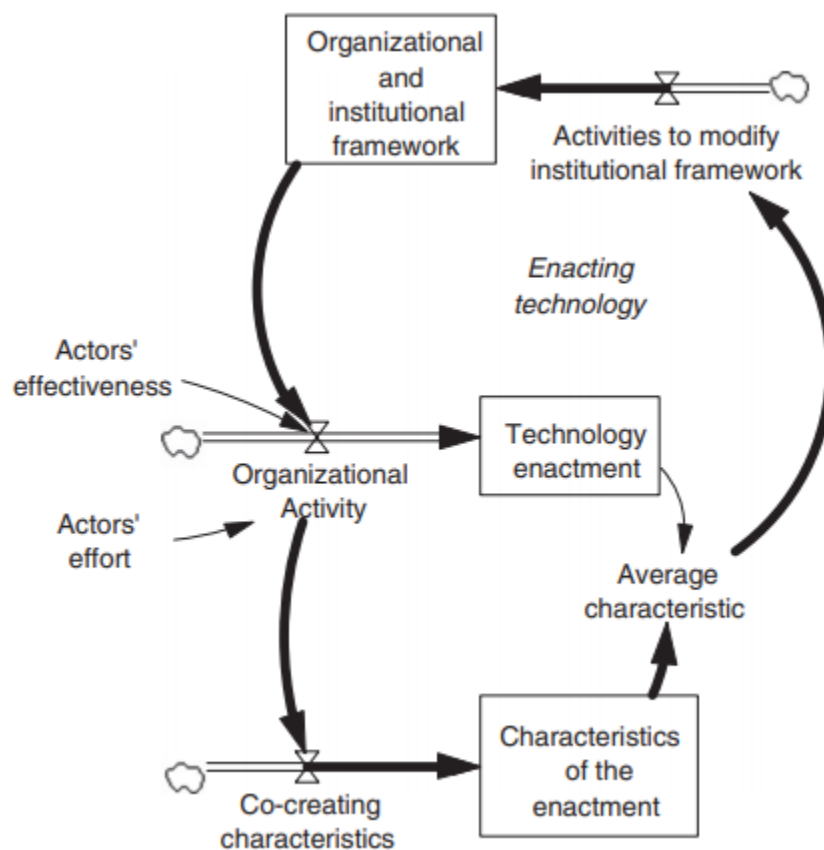 Organizational
and
institutional
framework
Activities to modify
institutional framework
Enacting
technology
Actors'
effectiveness
Technology
enactment
Organizational
Activity
Actors'
effort
Average
characteristic
Characteristics
of the
enactment
Co-creating
characteristics